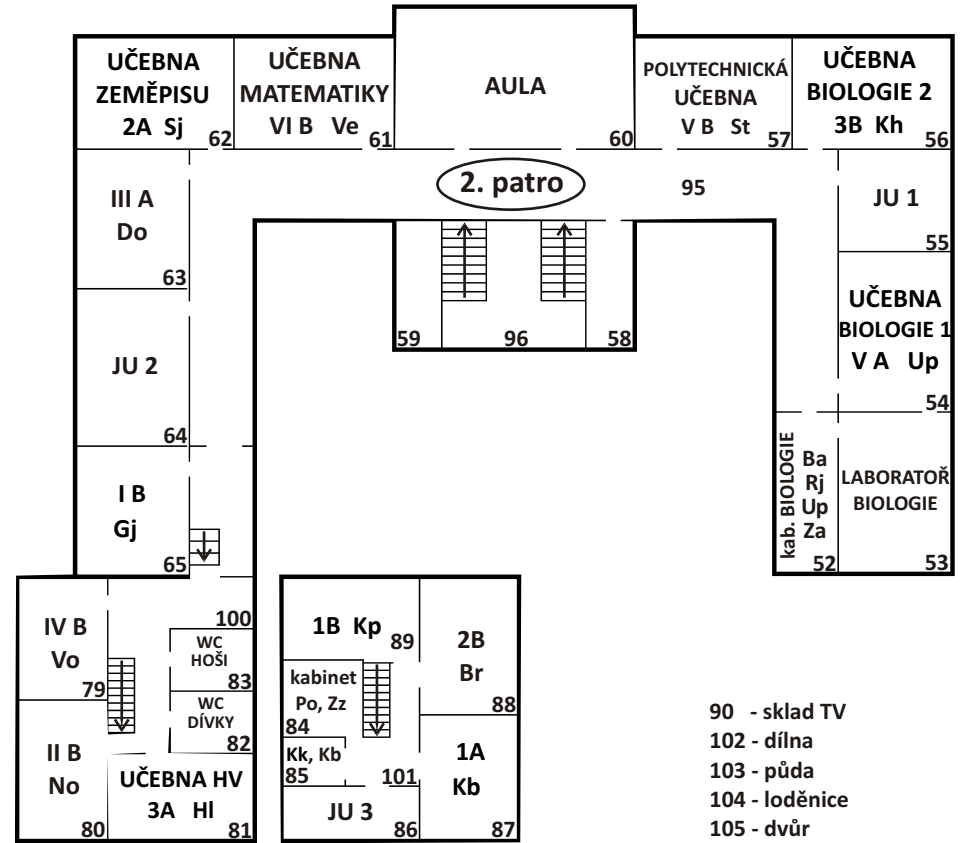 UČEBNA
ZEMĚPISU
2A Sj
62
UČEBNA
MATEMATIKY
VI B Ve
61
AULA
60
POLYTECHNICKÁ
UČEBNA
V B St
57
UČEBNA
BIOLOGIE 2
3B Kh
56
2. patro
95
III A
Do
63
JU 1
55
JU 2
64
59
96
58
UČEBNA
BIOLOGIE 1
V A Up
54
I B
Gj
65
kab. BIOLOGIE
Ba
Rj
Up
Za
52
LABORATOŘ
BIOLOGIE
53
IV B
Vo
79
100
WC
HOŠI
83
WC
DÍVKY
82
II B
No
80
UČEBNA HV
3A Hl
81
1B Kp
89
2B
Br
88
kabinet
Po, Zz
84
Kk, Kb
85
101
1A
Kb
87
JU 3
86
90 - sklad TV
102 - dílna
103 - půda
104 - loděnice
105 - dvůr